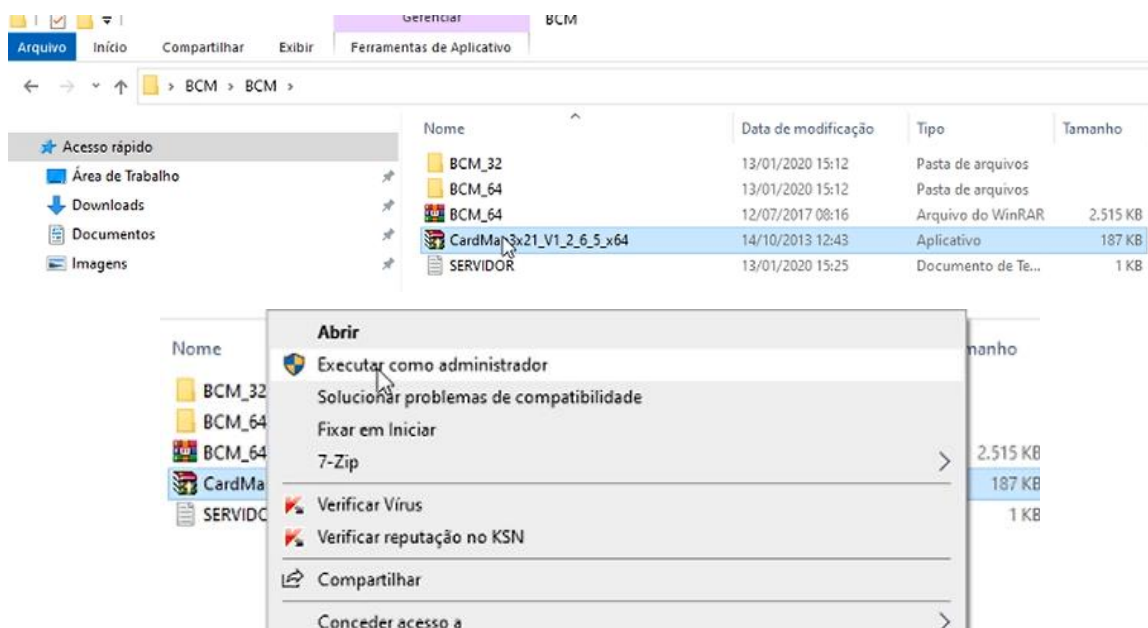 Gerenciar BCM
Arquivo Início Compartilhar Exibir Ferramentas de Aplicativo
BCM > BCM >
Nome Data de modificação Tipo Tamanho
Acesso rápido
Área de Trabalho
Downloads
Documentos
Imagens
BCM_32 13/01/2020 15:12 Pasta de arquivos
BCM_64 13/01/2020 15:12 Pasta de arquivos
BCM_64 12/07/2017 08:16 Arquivo do WinRAR 2.515 KB
CardMan3x21_V1_2_6_5_x64 14/10/2013 12:43 Aplicativo 187 KB
SERVIDOR 13/01/2020 15:25 Documento de Te... 1 KB
Nome manho
BCM_32
BCM_64
BCM_64 2.515 KB
CardMa 187 KB
SERVIDO 1 KB
Abrir
Executar como administrador
Solucionar problemas de compatibilidade
Fixar em Iniciar
7-Zip
Verificar Vírus
Verificar reputação no KSN
Compartilhar
Conceder acesso a